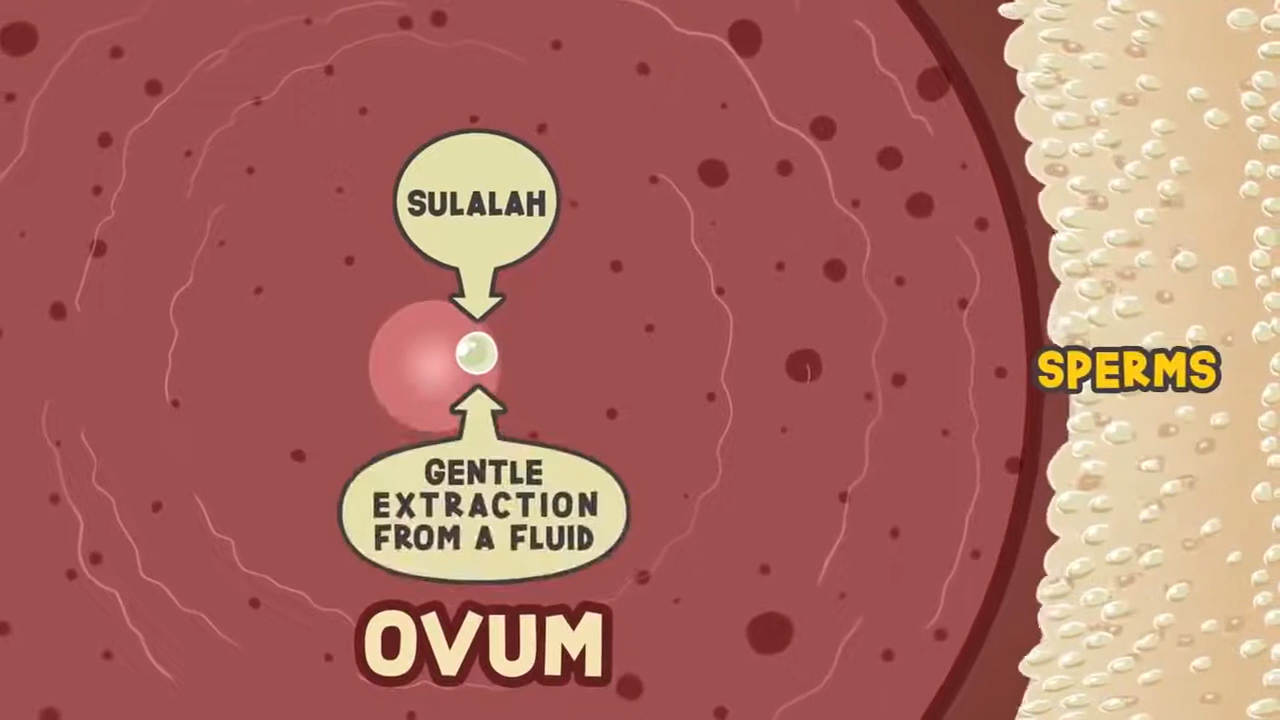 SULALAH
SPERMS
GENTLE
EXTRACTION
FROM A FLUID
OVUM